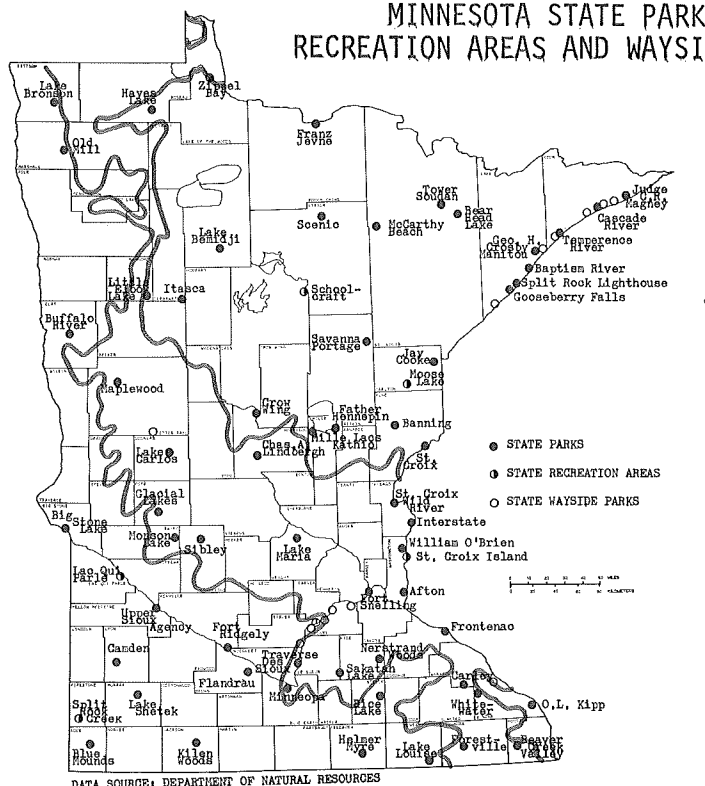 MINNESOTA STATE PARK
RECREATION AREAS AND WAYSI
Lake
Bronson
Hayes
Lake
Zippel
Bay
Franz
Jevne
Old
Mill
Tower
Soudan
Bear
Head
Lake
Judge
C.R.
Magney
Cascade
River
Scenic
McCarthy
Beach
Lake
Bemidji
Geo. H.
Crosby
Manitou
Temperence
River
Baptism River
Split Rock Lighthouse
Gooseberry Falls
Little
Elbow
Lake
Itasca
School-
craft
Buffalo
River
Savanna
Portage
Jay
Cooke
Moose
Lake
Maplewood
Crow
Wing
Father
Hennepin
Banning
Mille Lacs
Kathio
Chas.A.
Lindbergh
Lake
Carlos
St.
Croix
STATE PARKS
STATE RECREATION AREAS
STATE WAYSIDE PARKS
Glacial
Lakes
St. Croix
Wild
River
Interstate
Big
Stone
Lake
Monson
Lake
Sibley
Lake
Maria
William O'Brien
St. Croix Island
Lac Qui
Parle
Fort
Snelling
Afton
Upper
Sioux
Agency
Fort
Ridgely
Frontenac
Camden
Traverse
Des
Sioux
Nerstrand
Woods
Flandrau
Sakatah
Lake
Carley
Split
Rock
Creek
Lake
Shetek
Minneopa
Rice
Lake
White-
Water
O.L. Kipp
Blue
Mounds
Kilen
Woods
Helmer
Myre
Lake
Louise
Forest-
ville
Beaver
Creek
Valley
DATA SOURCE: DEPARTMENT OF NATURAL RESOURCES